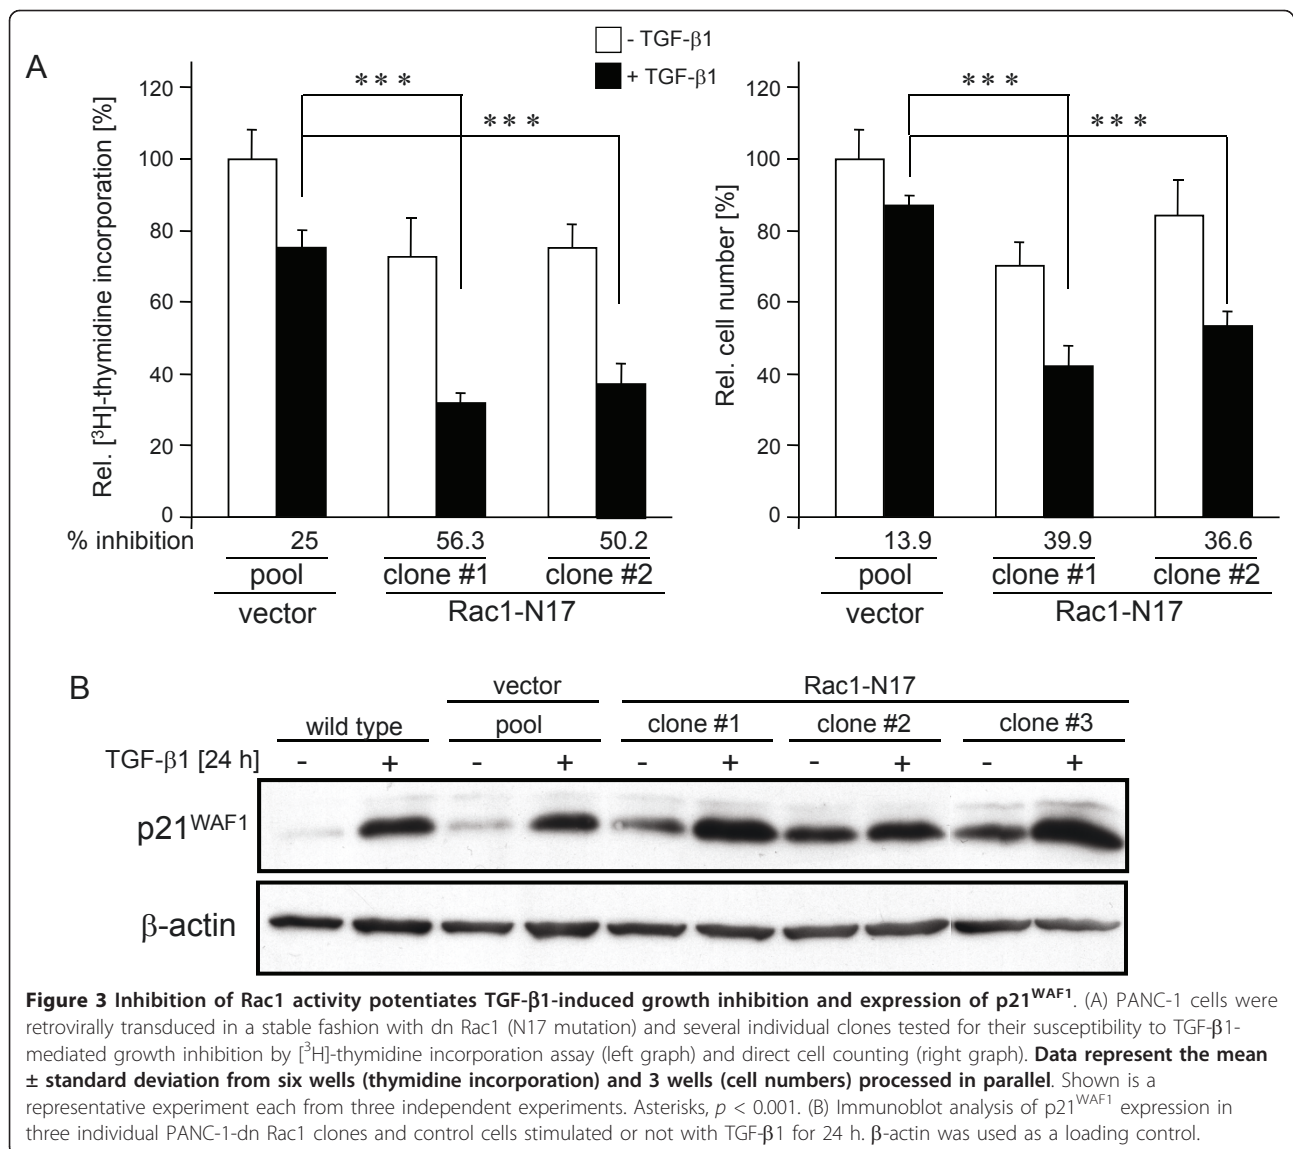 - TGF-β1
+ TGF-β1
A
Rel. [³H]-thymidine incorporation [%]
120
100
80
60
40
20
0
***
***
% inhibition 25 56.3 50.2
pool clone #1 clone #2
vector Rac1-N17
Rel. cell number [%]
120
100
80
60
40
20
0
***
***
13.9 39.9 36.6
pool clone #1 clone #2
vector Rac1-N17
B
vector Rac1-N17
wild type pool clone #1 clone #2 clone #3
TGF-β1 [24 h] - + - + - + - + - +
p21WAF1
β-actin
Figure 3 Inhibition of Rac1 activity potentiates TGF-β1-induced growth inhibition and expression of p21WAF1. (A) PANC-1 cells were
retrovirally transduced in a stable fashion with dn Rac1 (N17 mutation) and several individual clones tested for their susceptibility to TGF-β1-
mediated growth inhibition by [³H]-thymidine incorporation assay (left graph) and direct cell counting (right graph). Data represent the mean
± standard deviation from six wells (thymidine incorporation) and 3 wells (cell numbers) processed in parallel. Shown is a
representative experiment each from three independent experiments. Asterisks, p < 0.001. (B) Immunoblot analysis of p21WAF1 expression in
three individual PANC-1-dn Rac1 clones and control cells stimulated or not with TGF-β1 for 24 h. β-actin was used as a loading control.